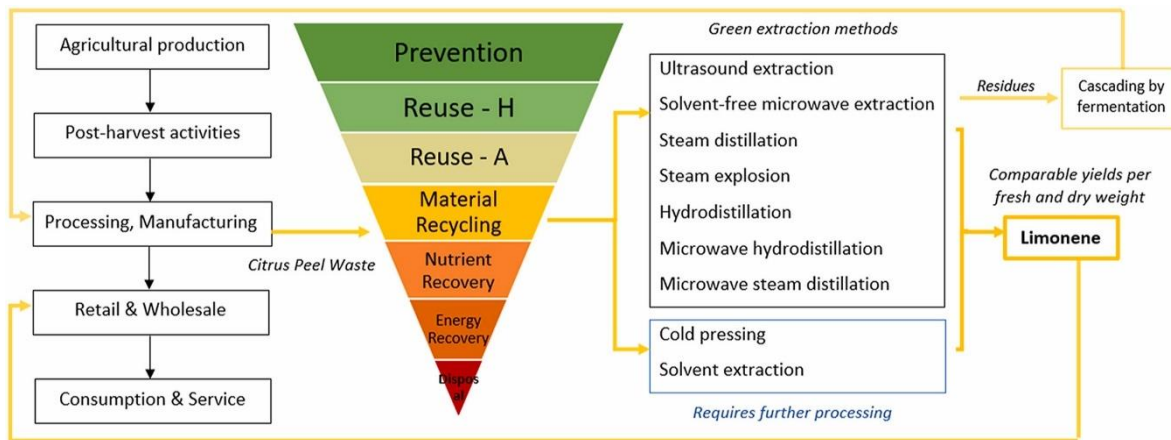 Agricultural production
Post-harvest activities
Processing, Manufacturing
Retail & Wholesale
Consumption & Service
Citrus Peel Waste
Prevention
Reuse - H
Reuse - A
Material
Recycling
Nutrient
Recovery
Energy
Recovery
Dispos
al
Green extraction methods
Ultrasound extraction
Solvent-free microwave extraction
Steam distillation
Steam explosion
Hydrodistillation
Microwave hydrodistillation
Microwave steam distillation
Cold pressing
Solvent extraction
Requires further processing
Residues
Cascading by
fermentation
Comparable yields per
fresh and dry weight
Limonene